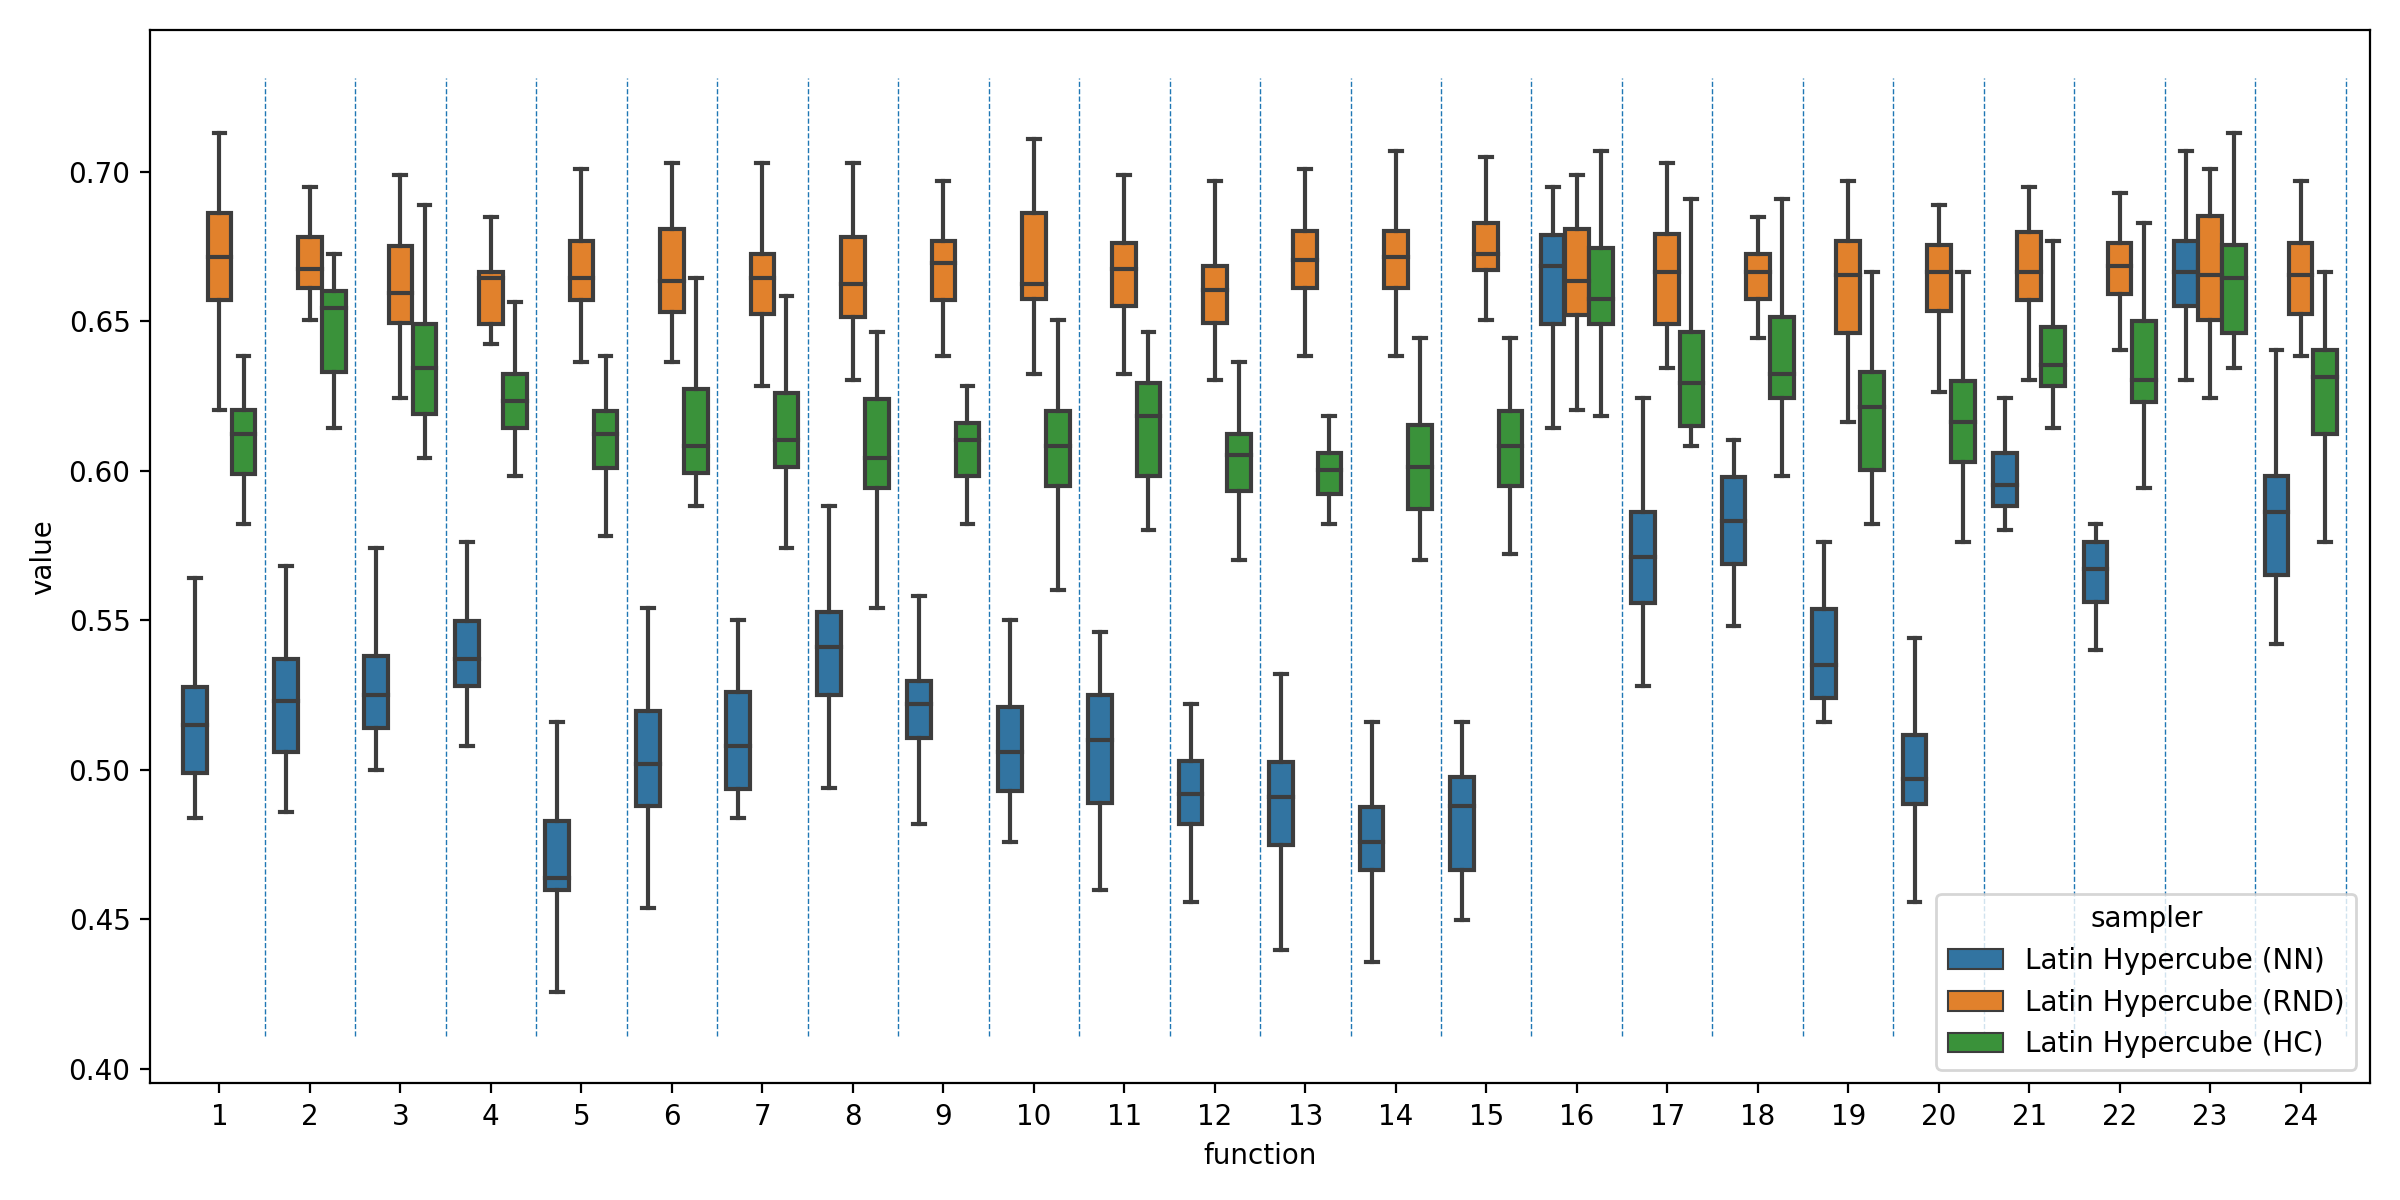 value
0.70
0.65
0.60
0.55
0.50
0.45
0.40
sampler
Latin Hypercube (NN)
Latin Hypercube (RND)
Latin Hypercube (HC)
1 2 3 4 5 6 7 8 9 10 11 12 13 14 15 16 17 18 19 20 21 22 23 24
function